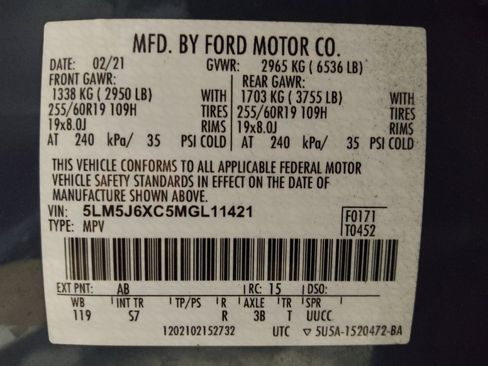 MFD. BY FORD MOTOR CO.
DATE: 02/21 GVWR: 2965 KG ( 6536 LB)
FRONT GAWR: REAR GAWR:
1338 KG ( 2950 LB) WITH 1703 KG ( 3755 LB) WITH
255/60R19 109H TIRES 255/60R19 109H TIRES
19x8.0J RIMS 19x8.0J RIMS
AT 240 kPa/ 35 PSI COLD AT 240 kPa/ 35 PSI COLD
THIS VEHICLE CONFORMS TO ALL APPLICABLE FEDERAL MOTOR
VEHICLE SAFETY STANDARDS IN EFFECT ON THE DATE OF
MANUFACTURE SHOWN ABOVE.
VIN: 5LM5J6XC5MGL11421 F0171
TYPE: MPV T0452
EXT PNT: AB RC: 15 DSO:
WB INT TR TP/PS R AXLE TR SPR
119 S7 R 3B T UUCC
1202102152732 UTC 5U5A-1520472-BA